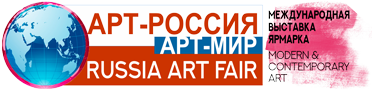 АРТ-РОССИЯ
АРТ-МИР
RUSSIA ART FAIR
МЕЖДУНАРОДНАЯ
ВЫСТАВКА
ЯРМАРКА
MODERN &
CONTEMPORARY
ART